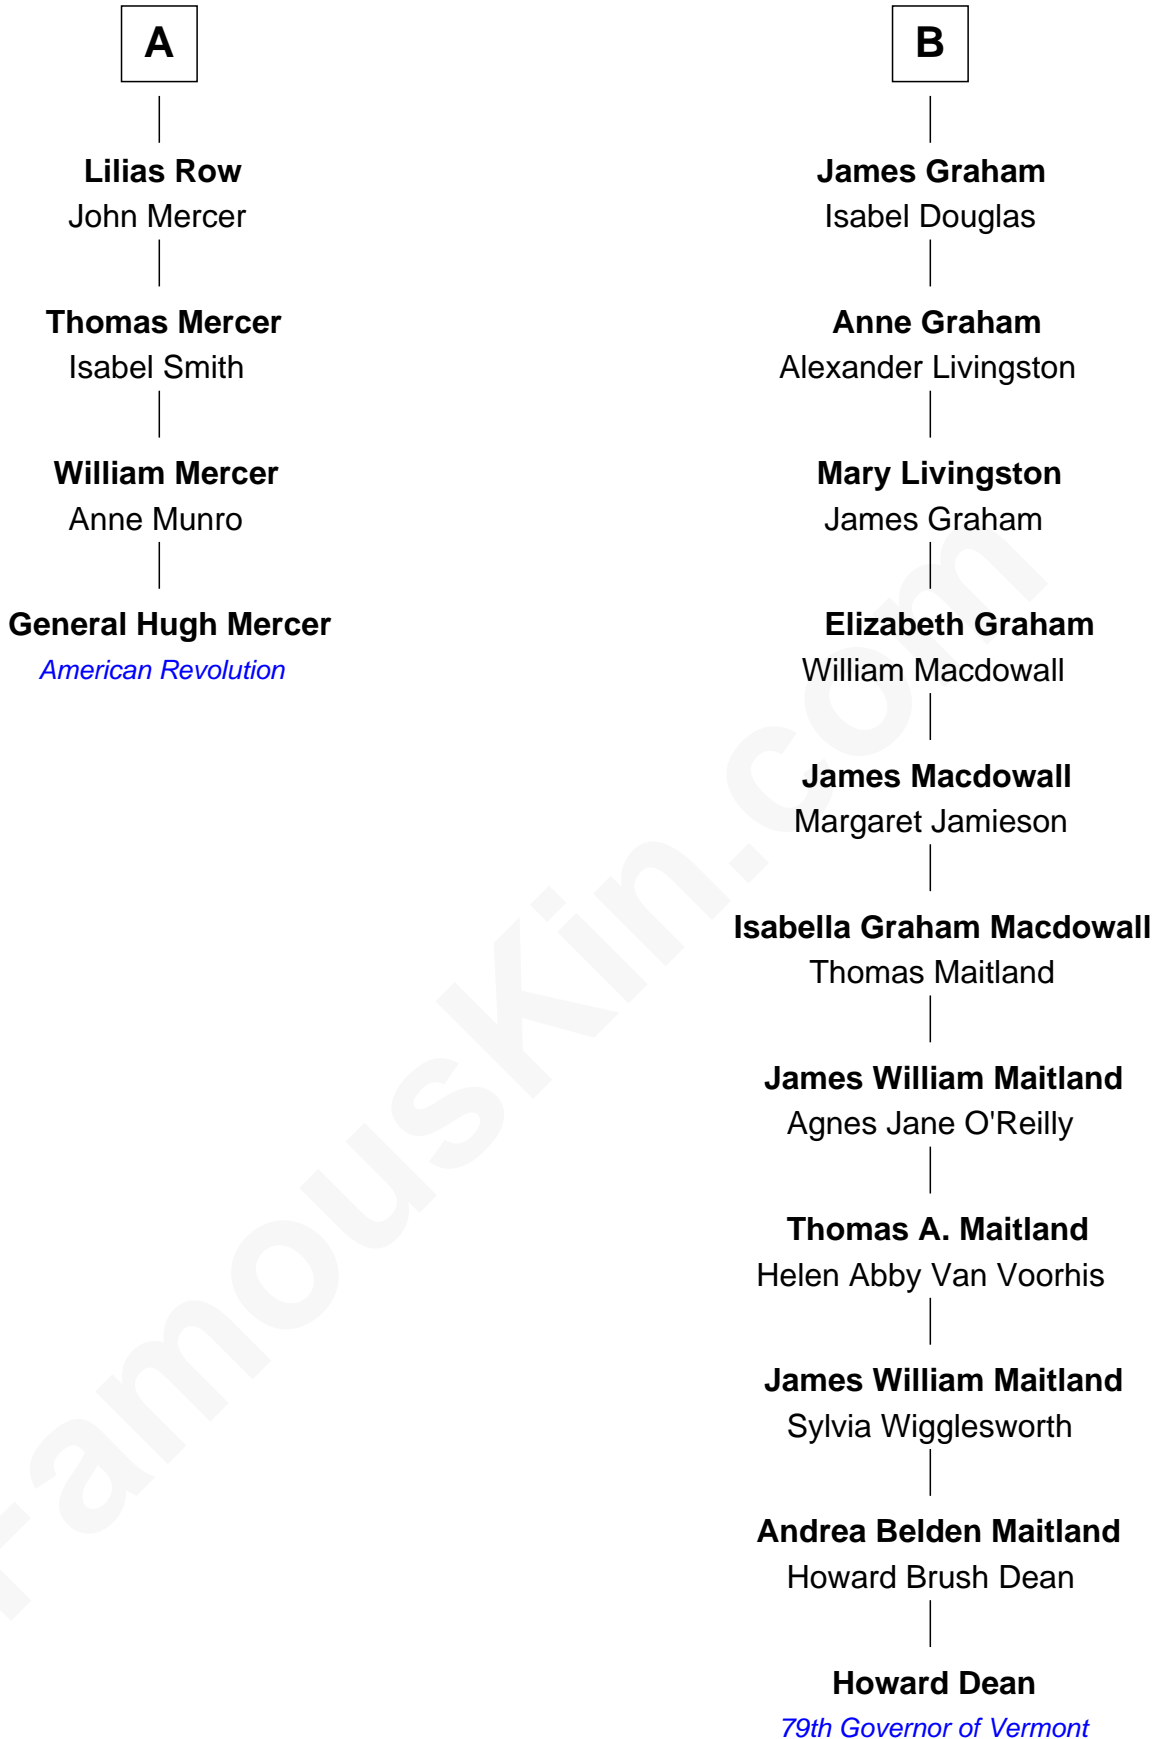 A
Lilias Row
John Mercer
Thomas Mercer
Isabel Smith
William Mercer
Anne Munro
General Hugh Mercer
American Revolution
B
James Graham
Isabel Douglas
Anne Graham
Alexander Livingston
Mary Livingston
James Graham
Elizabeth Graham
William Macdowall
James Macdowall
Margaret Jamieson
Isabella Graham Macdowall
Thomas Maitland
James William Maitland
Agnes Jane O'Reilly
Thomas A. Maitland
Helen Abby Van Voorhis
James William Maitland
Sylvia Wigglesworth
Andrea Belden Maitland
Howard Brush Dean
Howard Dean
79th Governor of Vermont
FamousKin.com